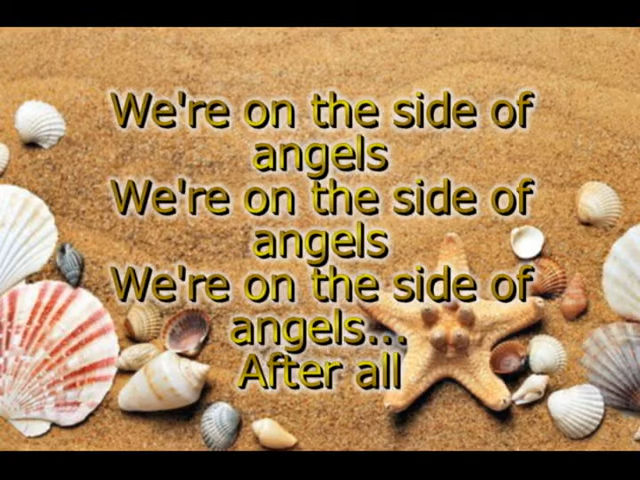 We're on the side of
angels
We're on the side of
angels
We're on the side of
angels...
After all